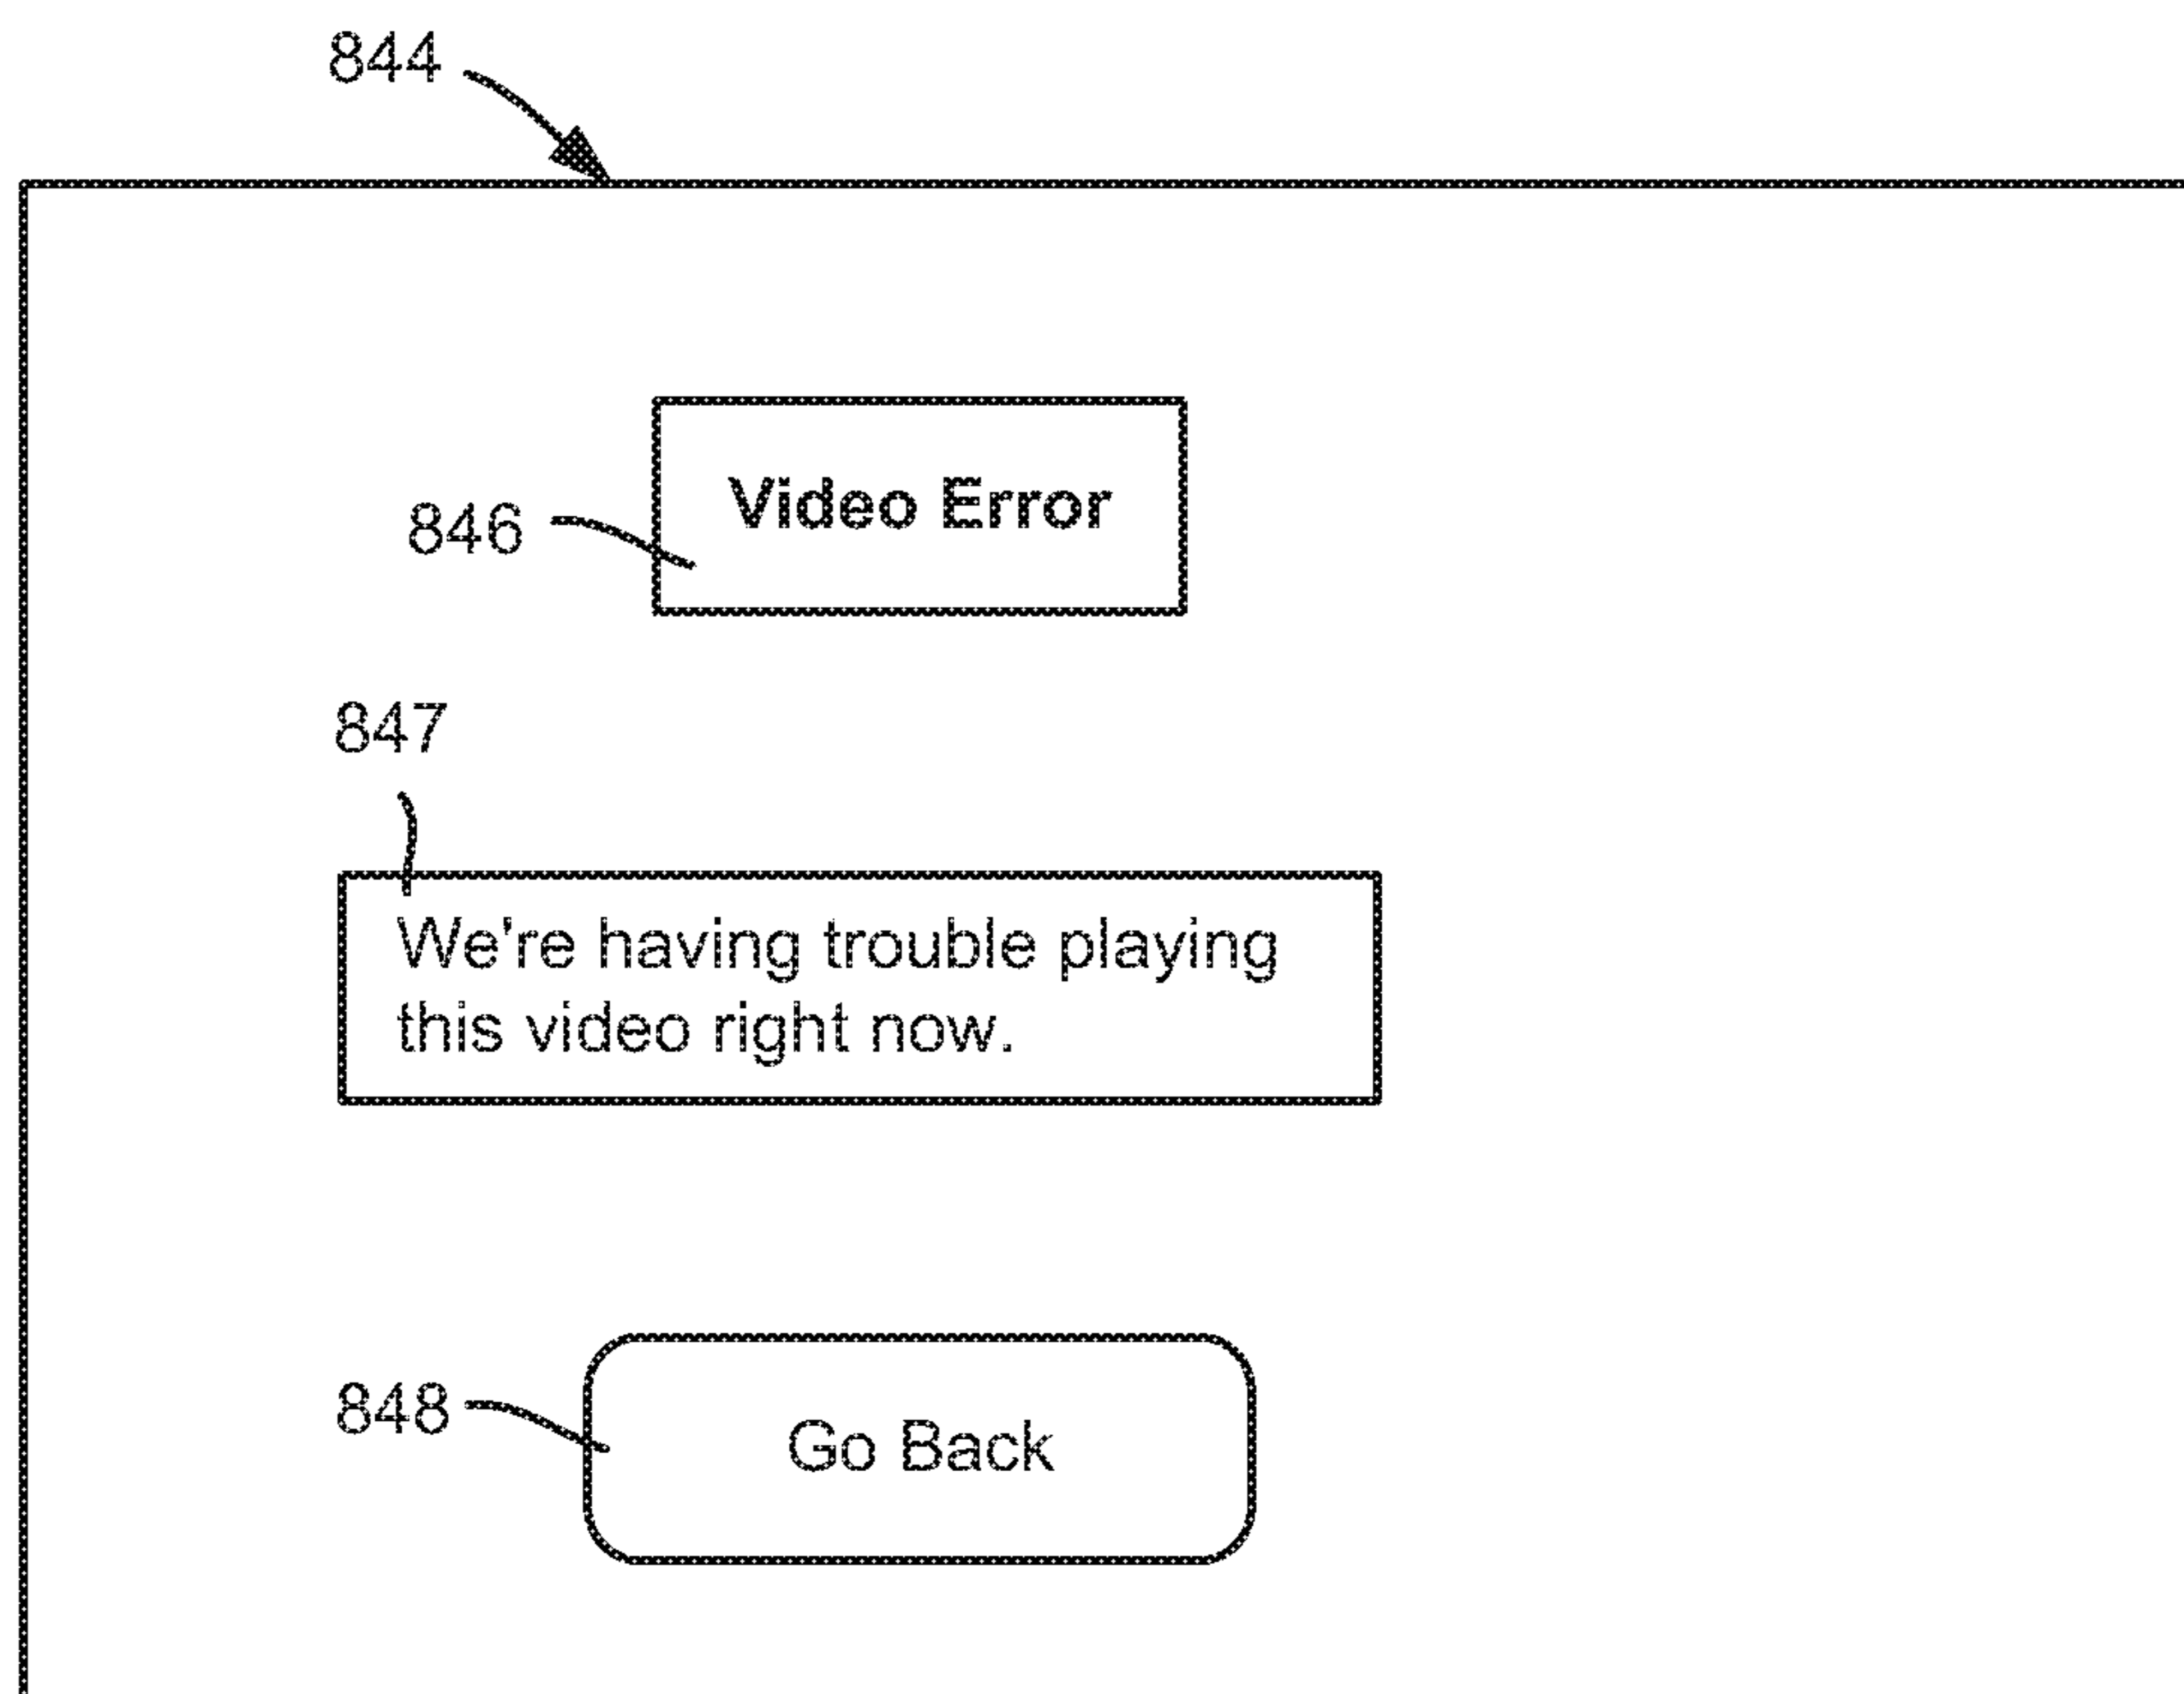 844
Video Error
846
847
We're having trouble playing
this video right now.
848
Go Back